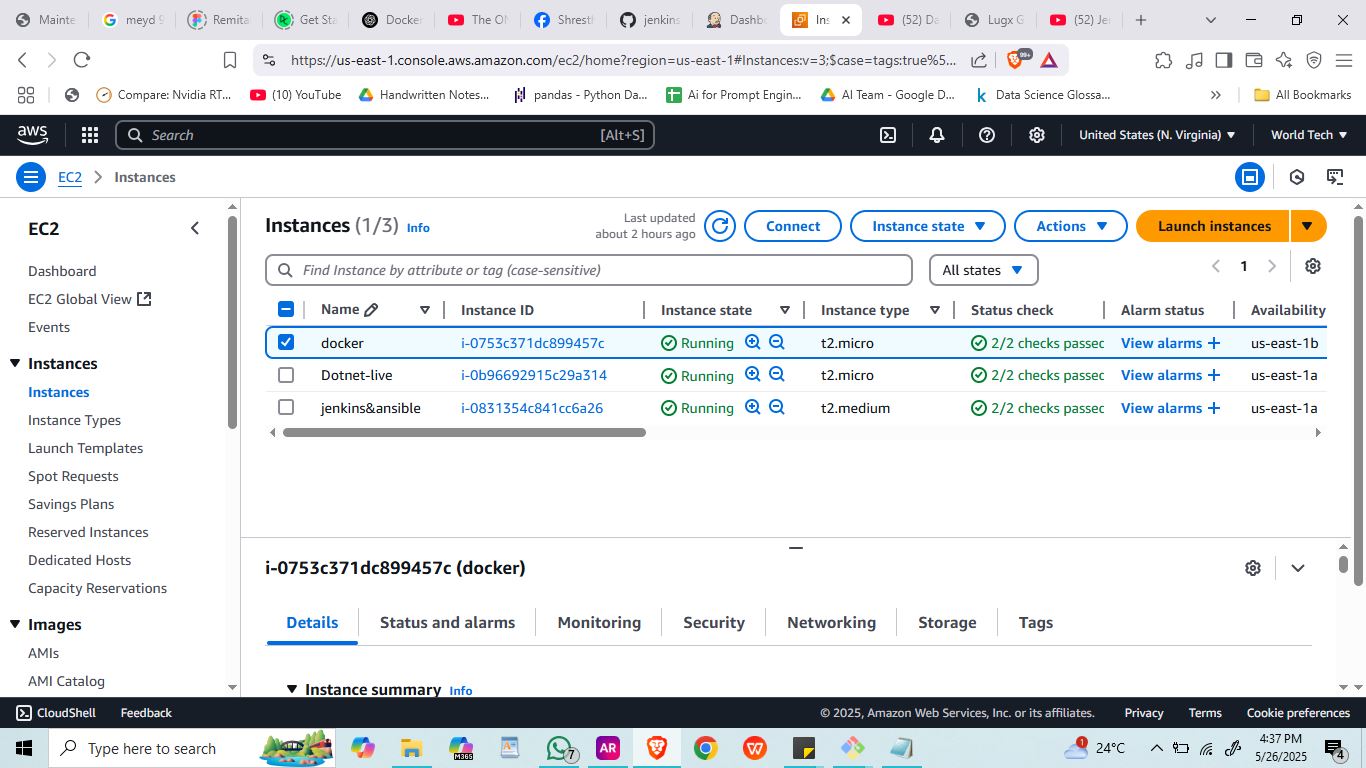 Mainte
meyd 9
Remita
Get Sta
Docker
The ON
Shresth
jenkins
Dashbo
Ins
(52) Da
Lugx G
(52) Je
https://us-east-1.console.aws.amazon.com/ec2/home?region=us-east-1#Instances:v=3;$case=tags:true%5...
99+
Compare: Nvidia RT...
(10) YouTube
Handwritten Notes...
pandas - Python Da...
Ai for Prompt Engin...
AI Team - Google D...
Data Science Glossa...
All Bookmarks
aws
Search
[Alt+S]
United States (N. Virginia)
World Tech
EC2
Instances
EC2
Dashboard
EC2 Global View
Events
Instances
Instances
Instance Types
Launch Templates
Spot Requests
Savings Plans
Reserved Instances
Dedicated Hosts
Capacity Reservations
Images
AMIs
AMI Catalog
Instances (1/3) Info
Last updated
about 2 hours ago
Connect
Instance state
Actions
Launch instances
Find Instance by attribute or tag (case-sensitive)
All states
1
Name Instance ID Instance state Instance type Status check Alarm status Availability
docker i-0753c371dc899457c Running t2.micro 2/2 checks passec View alarms + us-east-1b
Dotnet-live i-0b96692915c29a314 Running t2.micro 2/2 checks passec View alarms + us-east-1a
jenkins&ansible i-0831354c841cc6a26 Running t2.medium 2/2 checks passec View alarms + us-east-1a
i-0753c371dc899457c (docker)
Details Status and alarms Monitoring Security Networking Storage Tags
Instance summary Info
CloudShell Feedback
© 2025, Amazon Web Services, Inc. or its affiliates.
Privacy Terms Cookie preferences
Type here to search
M365
7
AR
1
24°C
4:37 PM
5/26/2025
4